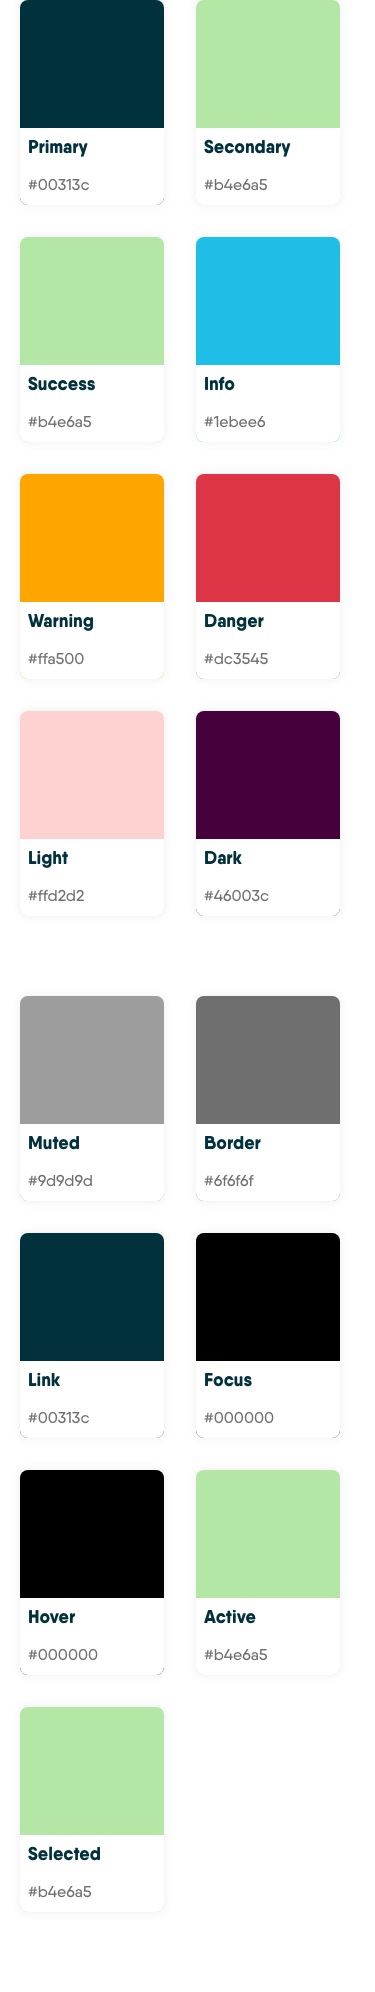 Primary
#00313c
Secondary
#b4e6a5
Success
#b4e6a5
Info
#1ebee6
Warning
#ffa500
Danger
#dc3545
Light
#ffd2d2
Dark
#46003c
Muted
#9d9d9d
Border
#6f6f6f
Link
#00313c
Focus
#000000
Hover
#000000
Active
#b4e6a5
Selected
#b4e6a5